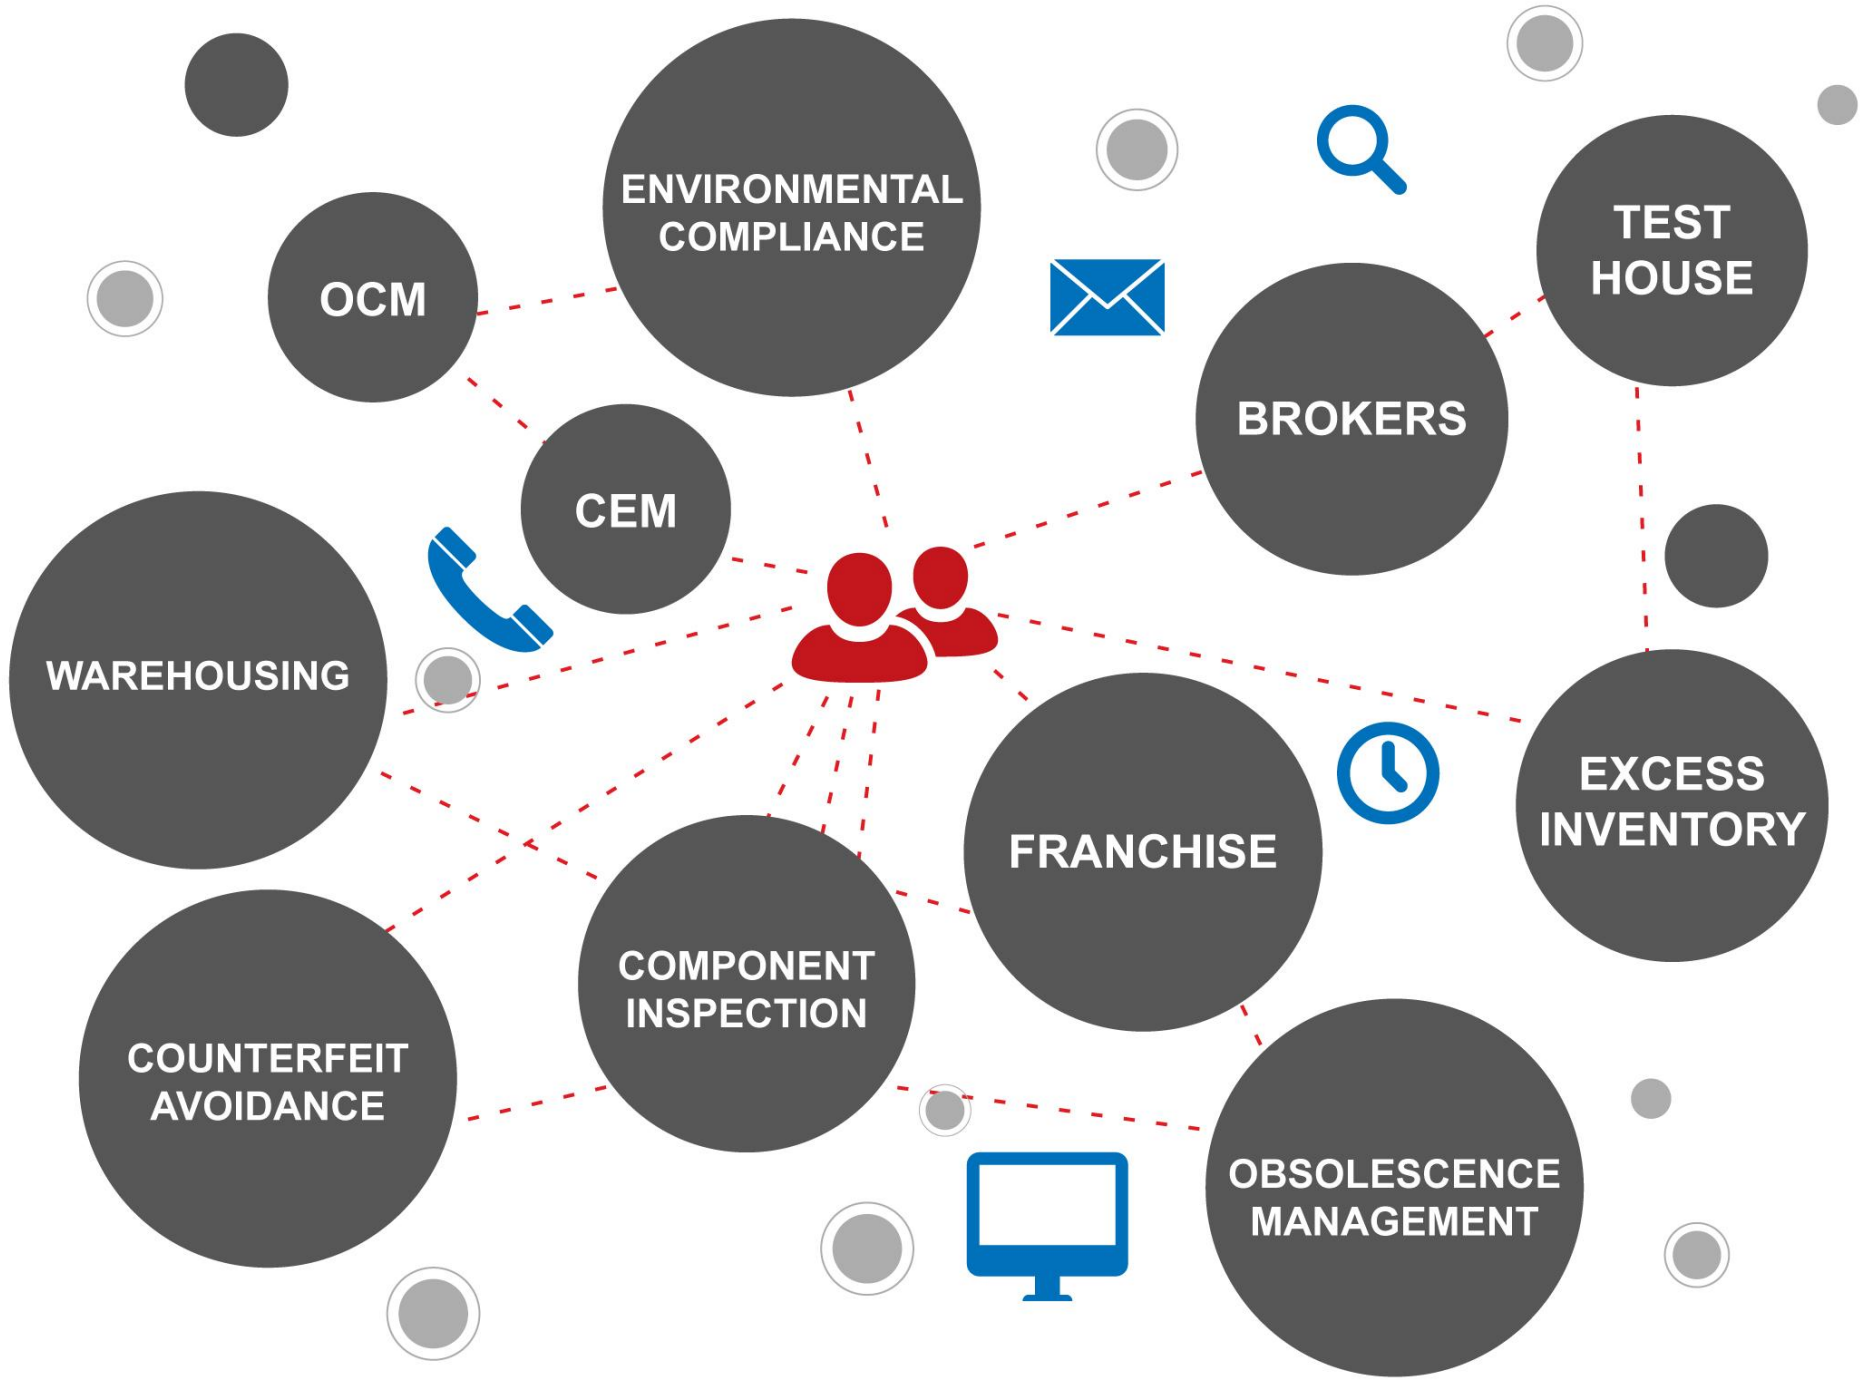 ENVIRONMENTAL
COMPLIANCE
TEST
HOUSE
OCM
BROKERS
CEM
WAREHOUSING
EXCESS
INVENTORY
FRANCHISE
COMPONENT
INSPECTION
COUNTERFEIT
AVOIDANCE
OBSOLESCENCE
MANAGEMENT